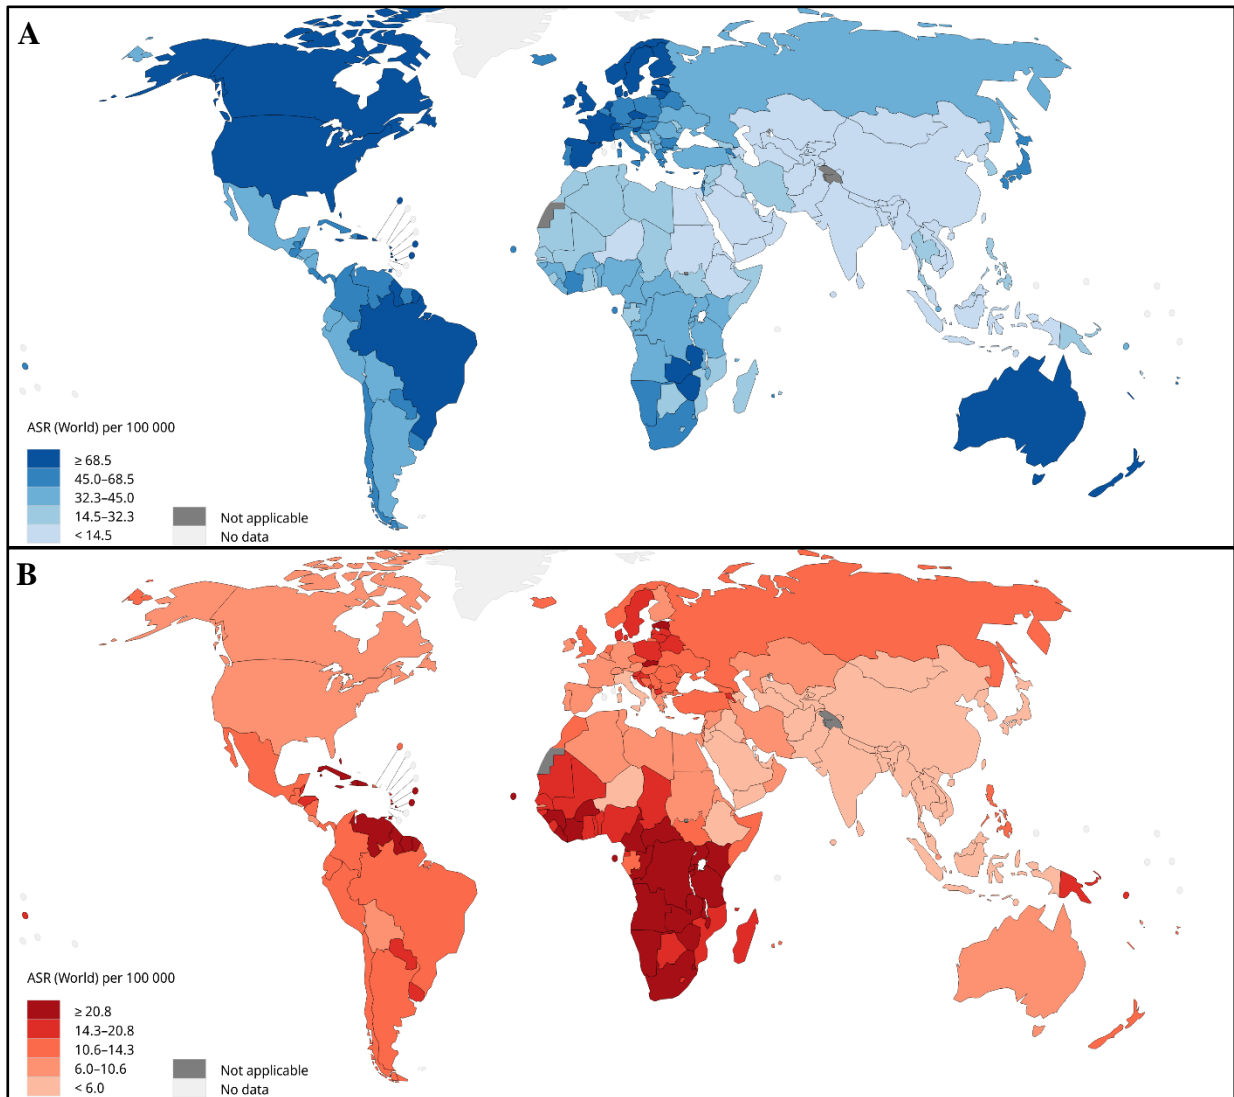 A
ASR (World) per 100 000
≥ 68.5
45.0–68.5
32.3–45.0
14.5–32.3
< 14.5
Not applicable
No data
B
ASR (World) per 100 000
≥ 20.8
14.3–20.8
10.6–14.3
6.0–10.6
< 6.0
Not applicable
No data